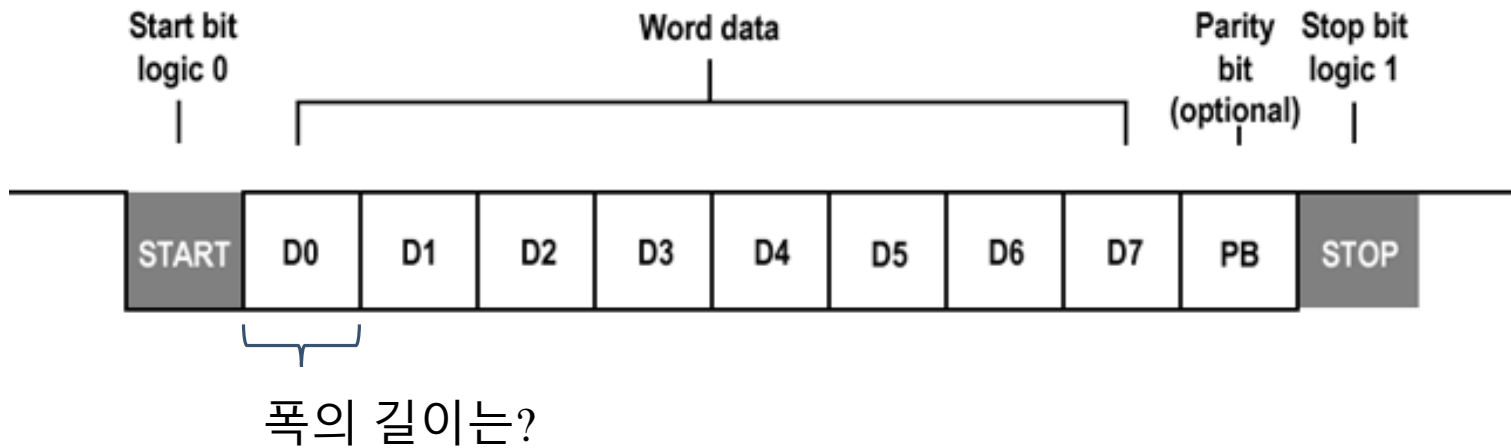 Start bit
logic 0
Word data
Parity
bit
(optional)
Stop bit
logic 1
START D0 D1 D2 D3 D4 D5 D6 D7 PB STOP
폭의 길이는?